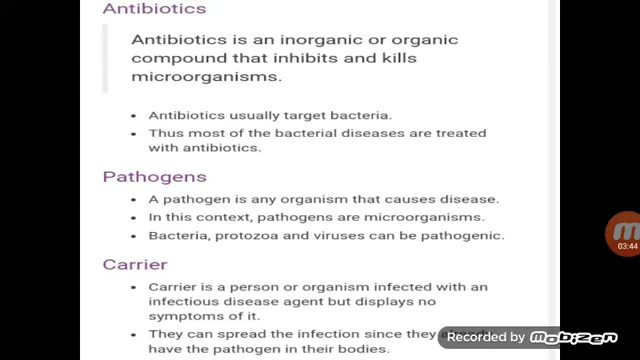 Antibiotics
Antibiotics is an inorganic or organic
compound that inhibits and kills
microorganisms.
• Antibiotics usually target bacteria.
• Thus most of the bacterial diseases are treated
with antibiotics.
Pathogens
• A pathogen is any organism that causes disease.
• In this context, pathogens are microorganisms.
• Bacteria, protozoa and viruses can be pathogenic.
Carrier
• Carrier is a person or organism infected with an
infectious disease agent but displays no
symptoms of it.
• They can spread the infection since they already
have the pathogen in their bodies.
m
03:44
Recorded by mobizen